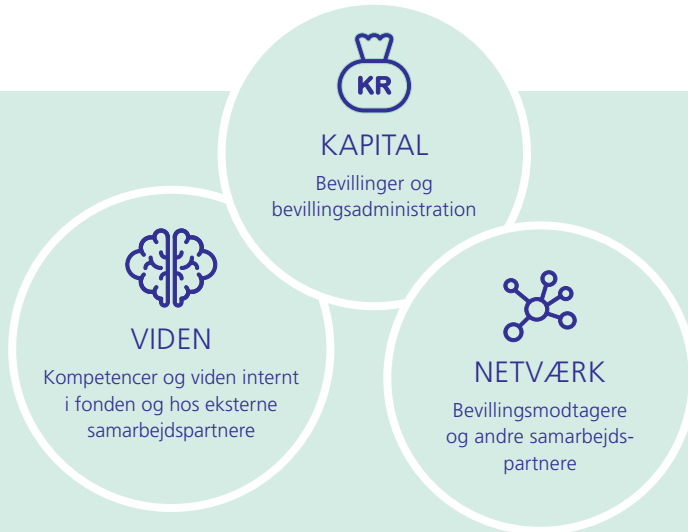 KR
KAPITAL
Bevillinger og
bevillingsadministration
VIDEN
Kompetencer og viden internt
i fonden og hos eksterne
samarbejdspartnere
NETVÆRK
Bevillingsmodtagere
og andre samarbejds-
partnere